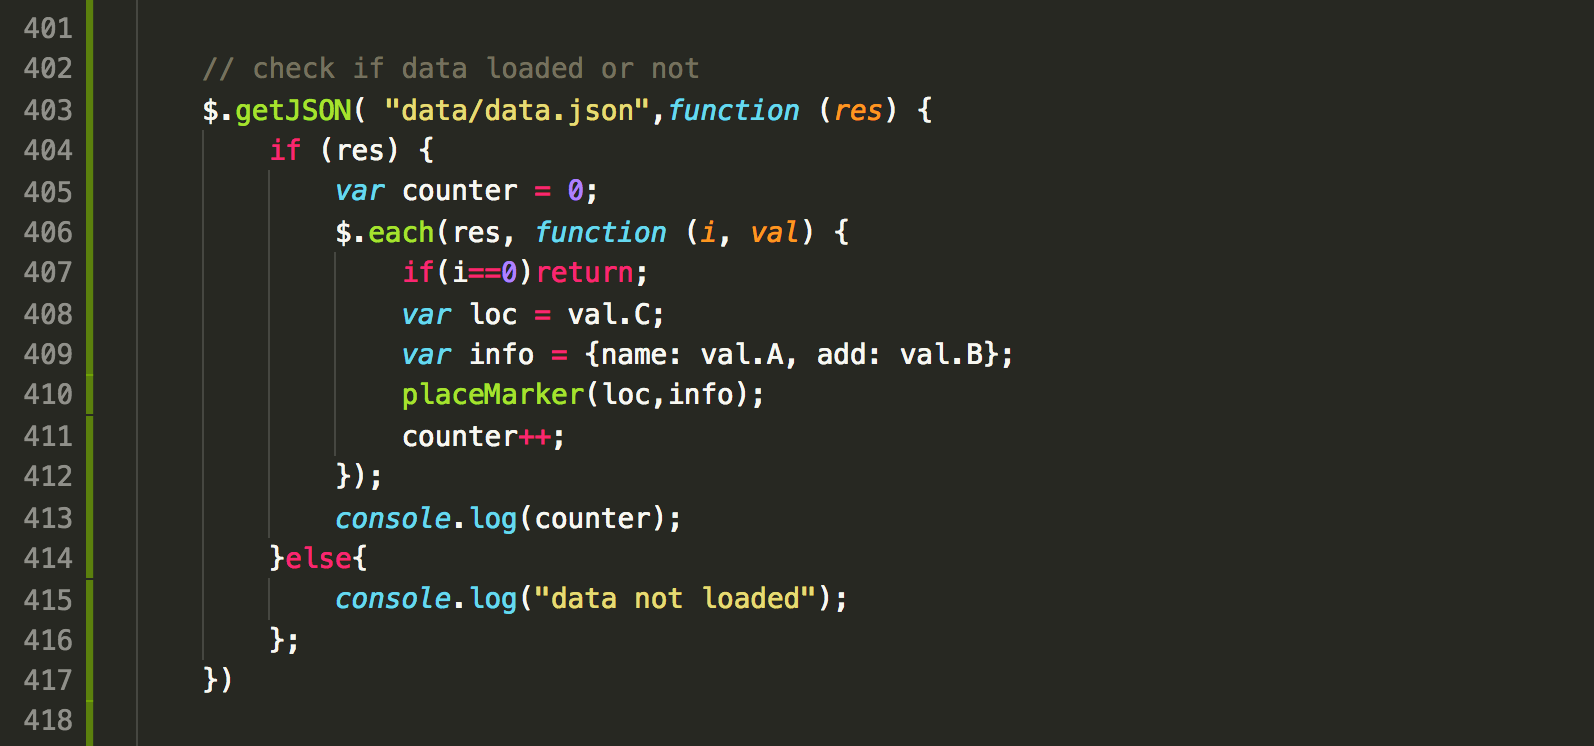 401
402 // check if data loaded or not
403 $.getJSON( "data/data.json",function (res) {
404 if (res) {
405 var counter = 0;
406 $.each(res, function (i, val) {
407 if(i==0)return;
408 var loc = val.C;
409 var info = {name: val.A, add: val.B};
410 placeMarker(loc,info);
411 counter++;
412 });
413 console.log(counter);
414 }else{
415 console.log("data not loaded");
416 };
417 })
418